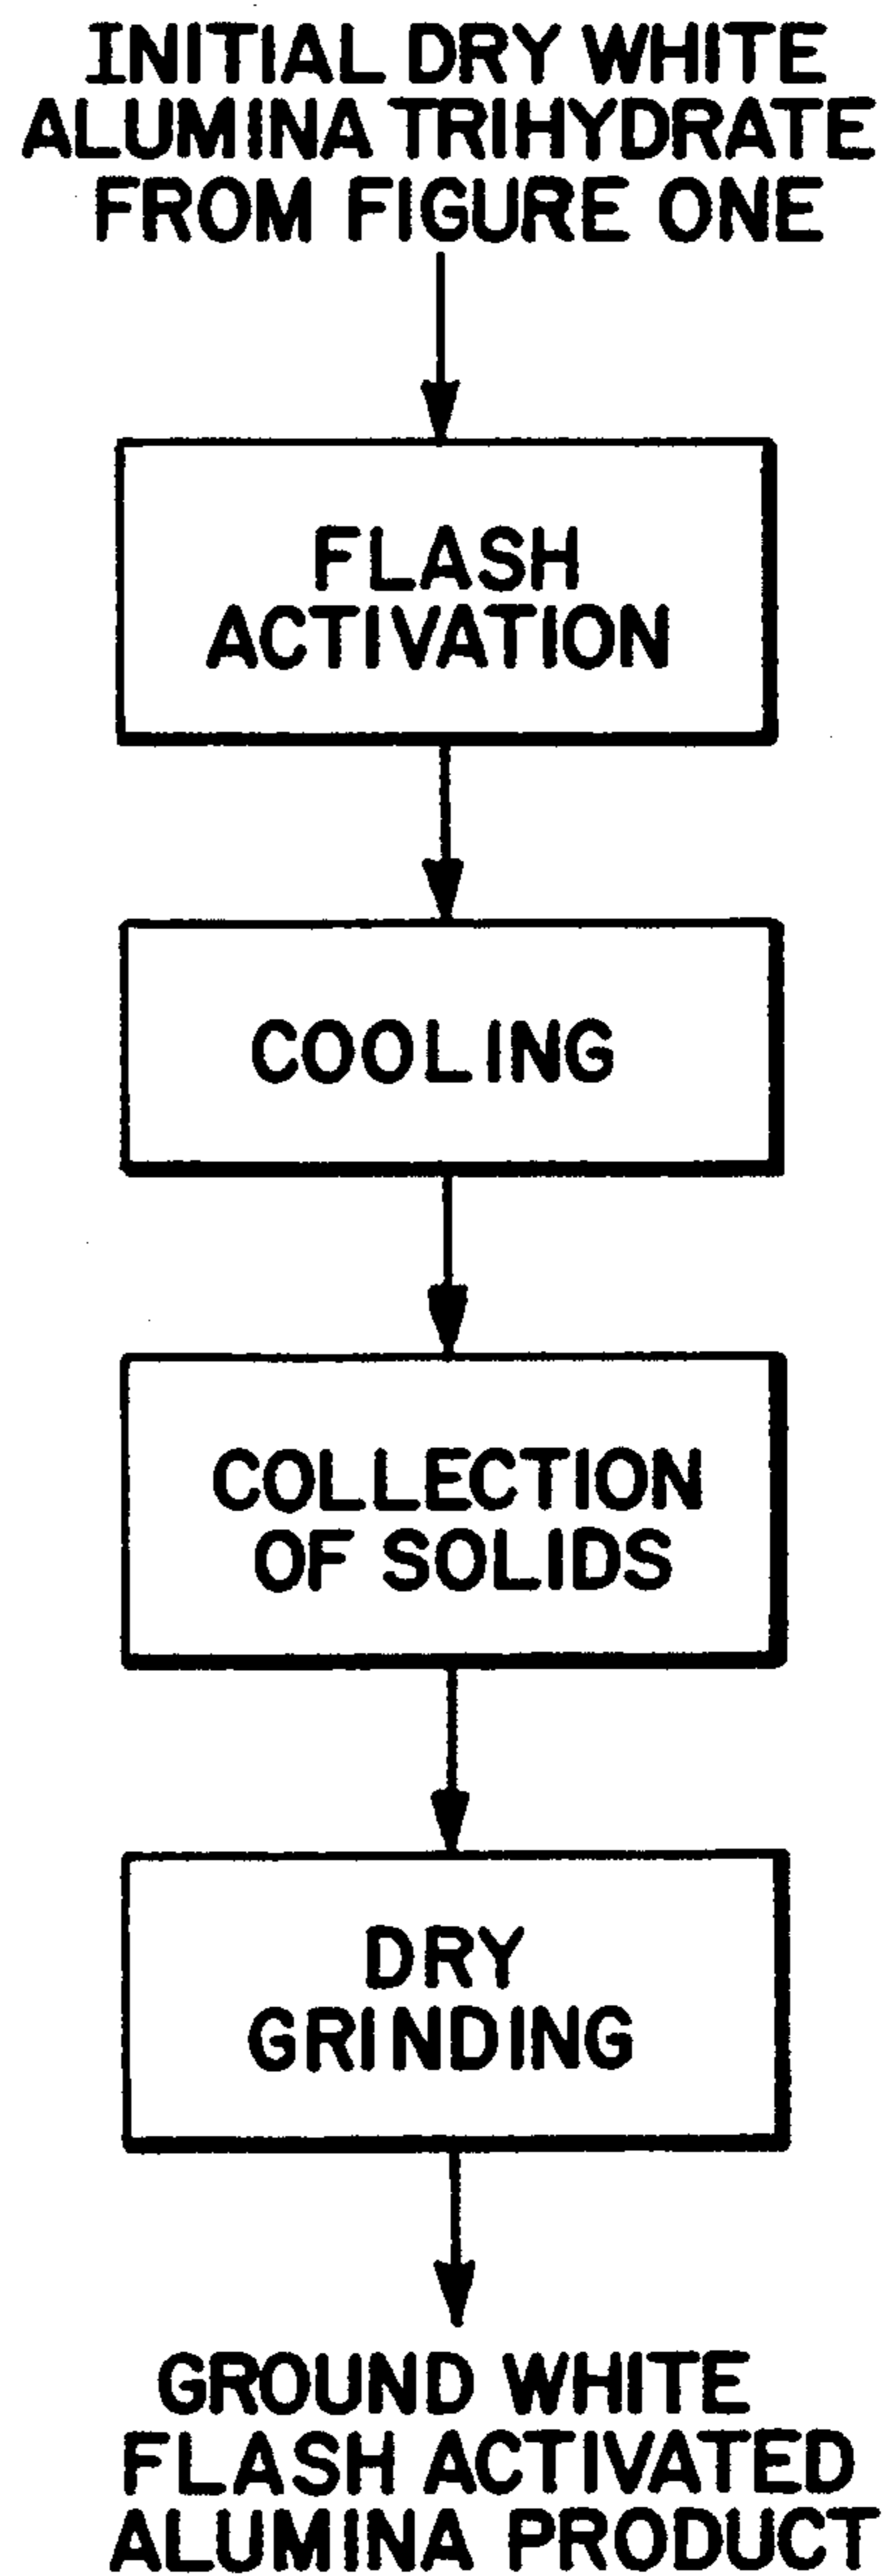 INITIAL DRY WHITE
ALUMINA TRIHYDRATE
FROM FIGURE ONE
FLASH
ACTIVATION
COOLING
COLLECTION
OF SOLIDS
DRY
GRINDING
GROUND WHITE
FLASH ACTIVATED
ALUMINA PRODUCT